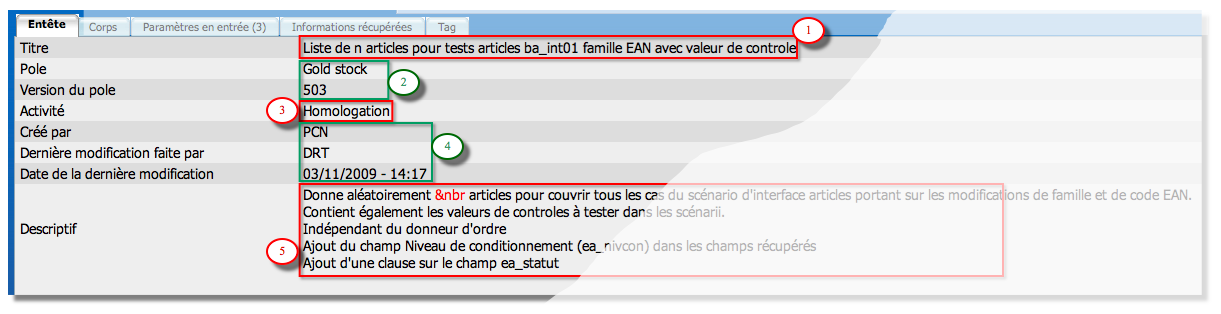 Entête Corps Paramètres en entrée (3) Informations récupérées Tag
1
Titre Liste de n articles pour tests articles ba_int01 famille EAN avec valeur de controle
Pole Gold stock
2
Version du pole 503
3
Activité Homologation
Créé par PCN
4
Dernière modification faite par DRT
Date de la dernière modification 03/11/2009 - 14:17
Donne aléatoirement &nbr articles pour couvrir tous les cas du scénario d'interface articles portant sur les modifications de famille et de code EAN.
Contient également les valeurs de controles à tester dans les scénarii.
Descriptif Indépendant du donneur d'ordre
5
Ajout du champ Niveau de conditionnement (ea_nivcon) dans les champs récupérés
Ajout d'une clause sur le champ ea_statut